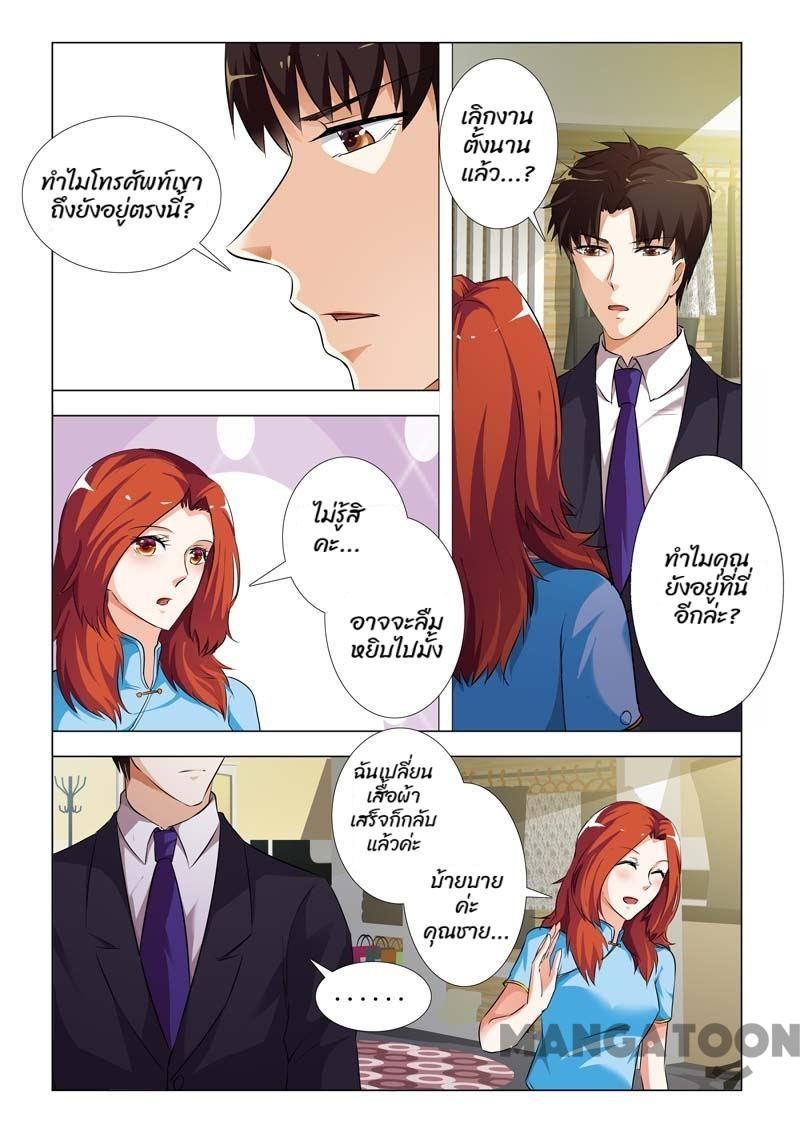 ทำไมโทรศัพท์เขา
ถึงยังอยู่ตรงนี้?
เลิกงาน
ตั้งนาน
แล้ว...?
ทำไมคุณ
ยังอยู่ที่นี่
อีกล่ะ?
ไม่รู้สิ
คะ...
อาจจะลืม
หยิบไปมั้ง
ฉันเปลี่ยน
เสื้อผ้า
เสร็จก็กลับ
แล้วค่ะ
บ้ายบาย
ค่ะ
คุณชาย...
......
MANGATOON